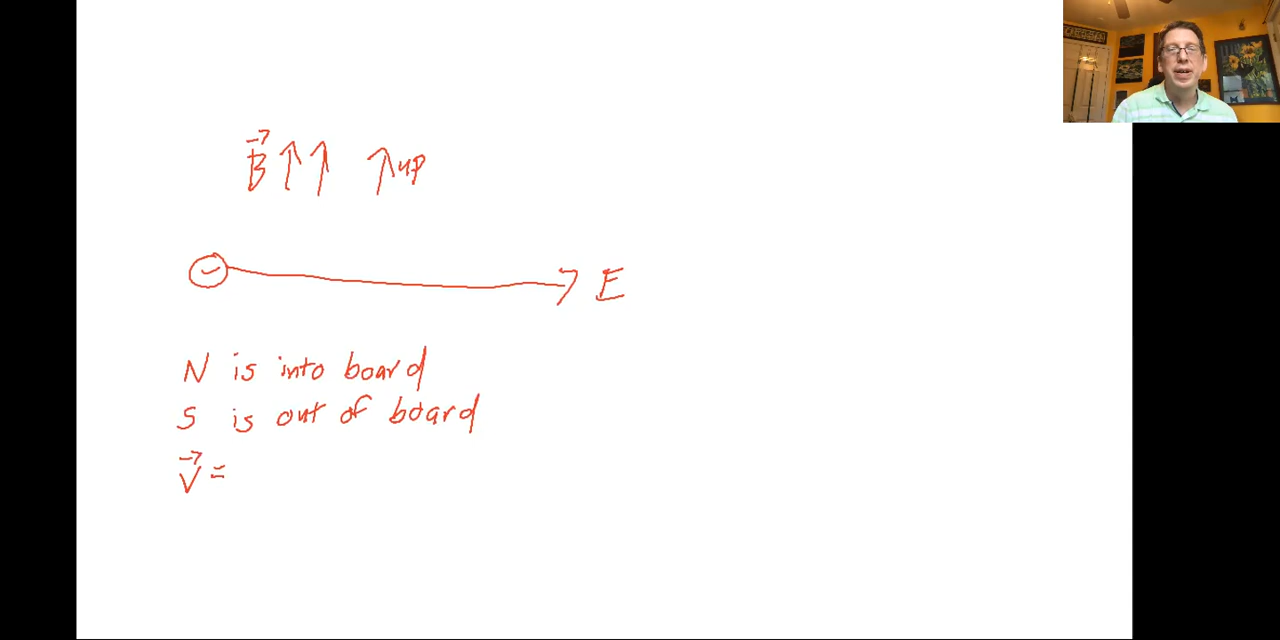 B⃗ ↑ ↑ ↑ up
- → E
N is into board
S is out of board
V⃗ =